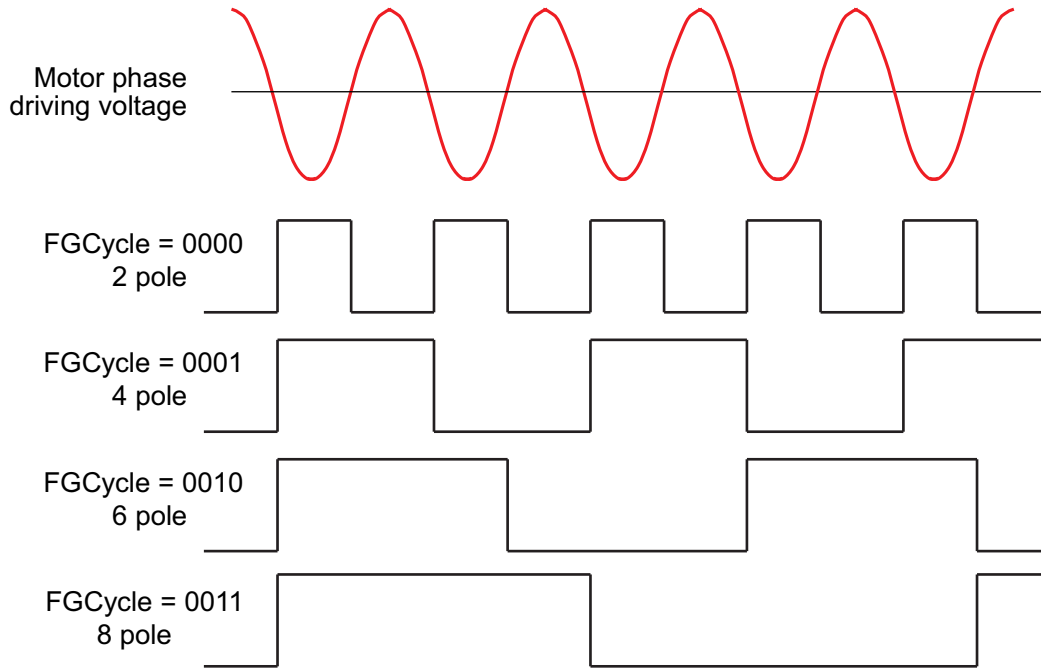 Motor phase
driving voltage
FGCycle = 0000
2 pole
FGCycle = 0001
4 pole
FGCycle = 0010
6 pole
FGCycle = 0011
8 pole